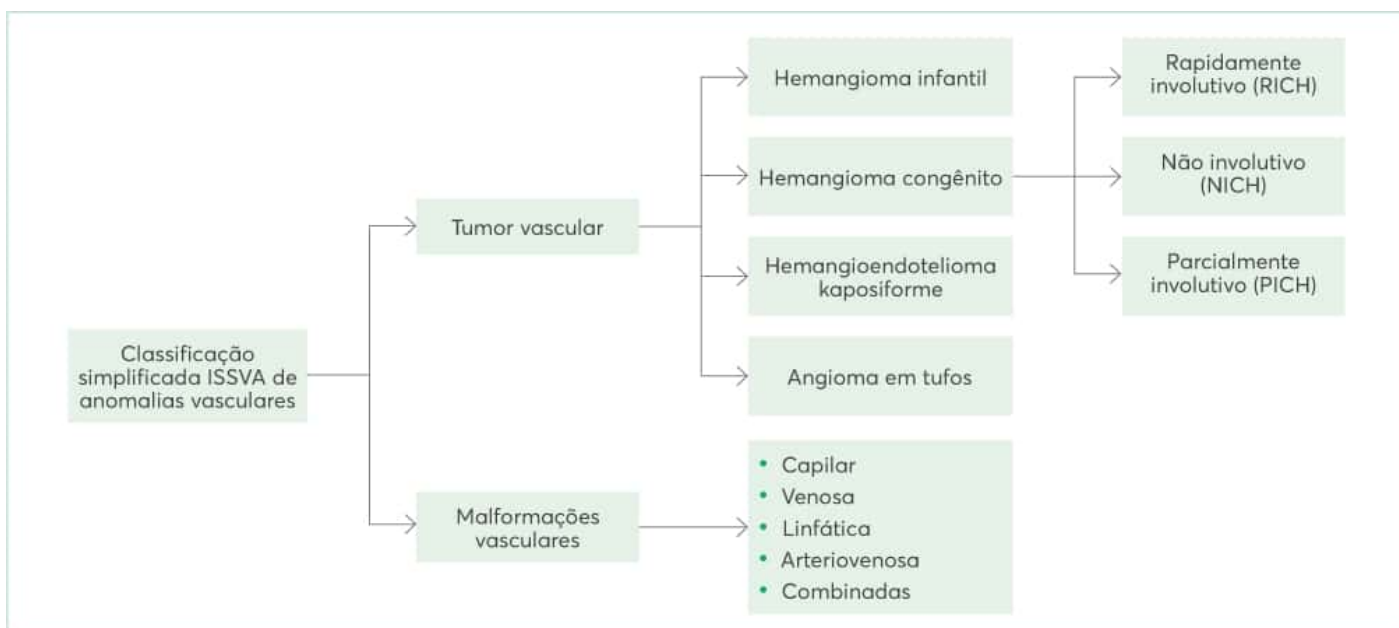 Classificação
simplificada ISSVA de
anomalias vasculares
Tumor vascular
Hemangioma infantil
Hemangioma congênito
Rapidamente
involutivo (RICH)
Não involutivo
(NICH)
Parcialmente
involutivo (PICH)
Hemangioendotelioma
kaposiforme
Angioma em tufos
Malformações
vasculares
• Capilar
• Venosa
• Linfática
• Arteriovenosa
• Combinadas